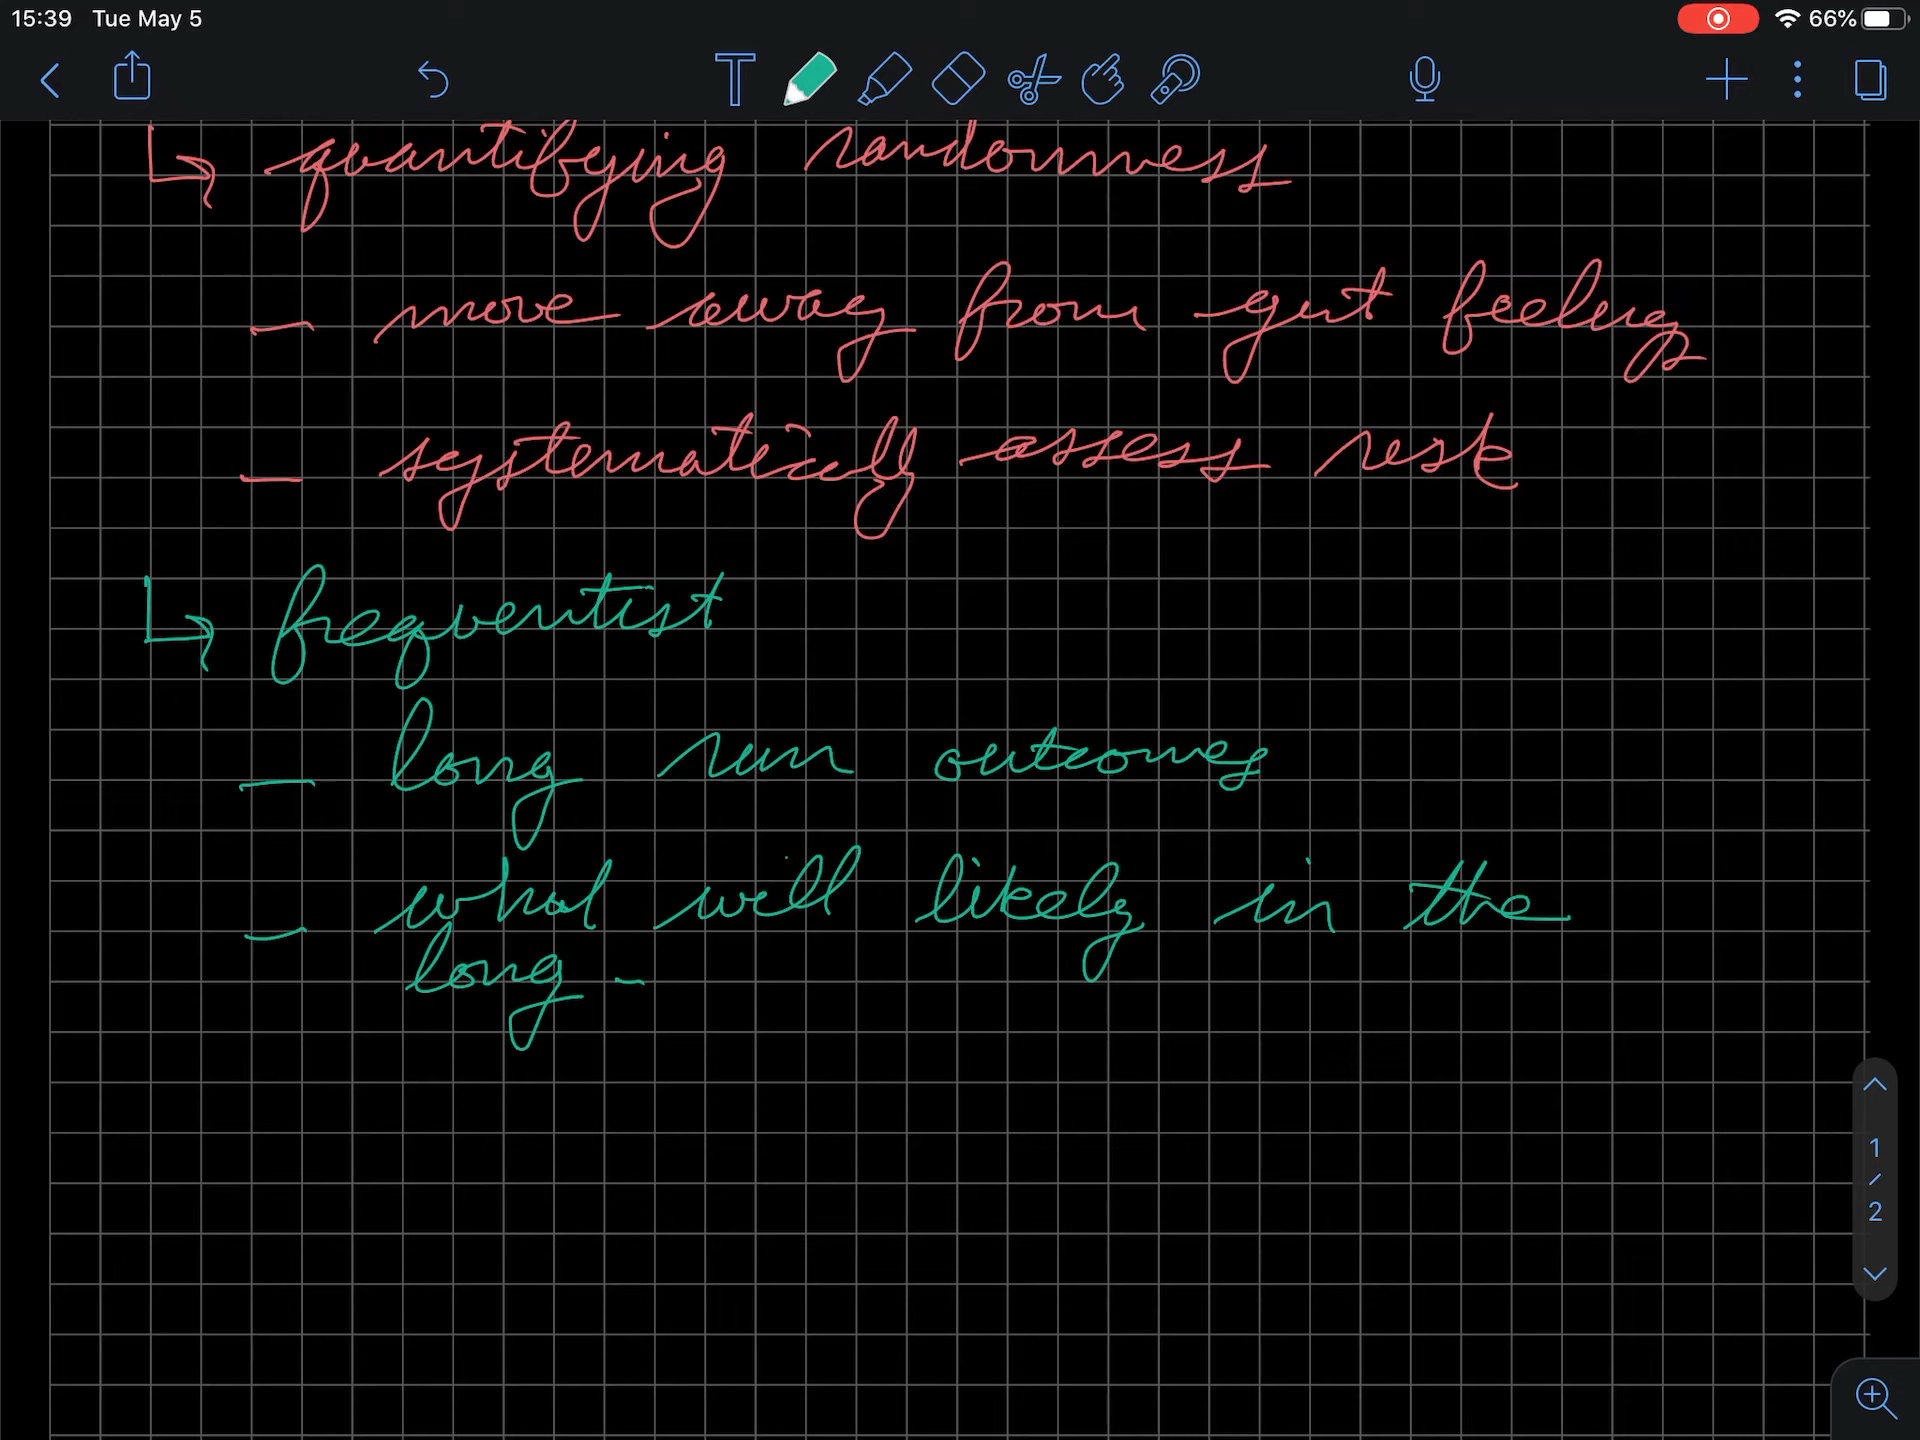 15:39 Tue May 5 66%
↳ quantifying randomness
- move away from gut feelings
- systematically assess risk
↳ frequentist
- long run outcomes
- what will likely in the
long -
1
/
2